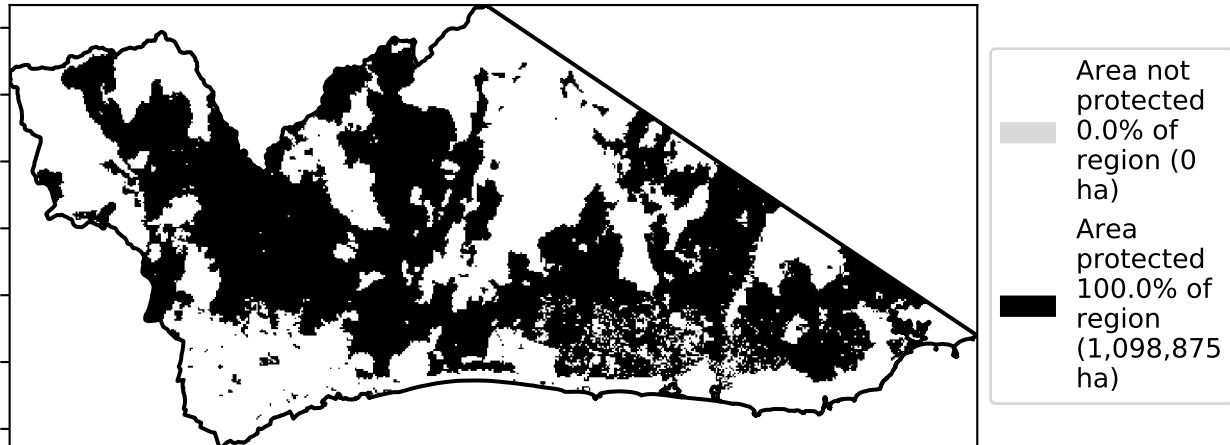 Area not
protected
0.0% of
region (0
ha)
Area
protected
100.0% of
region
(1,098,875
ha)